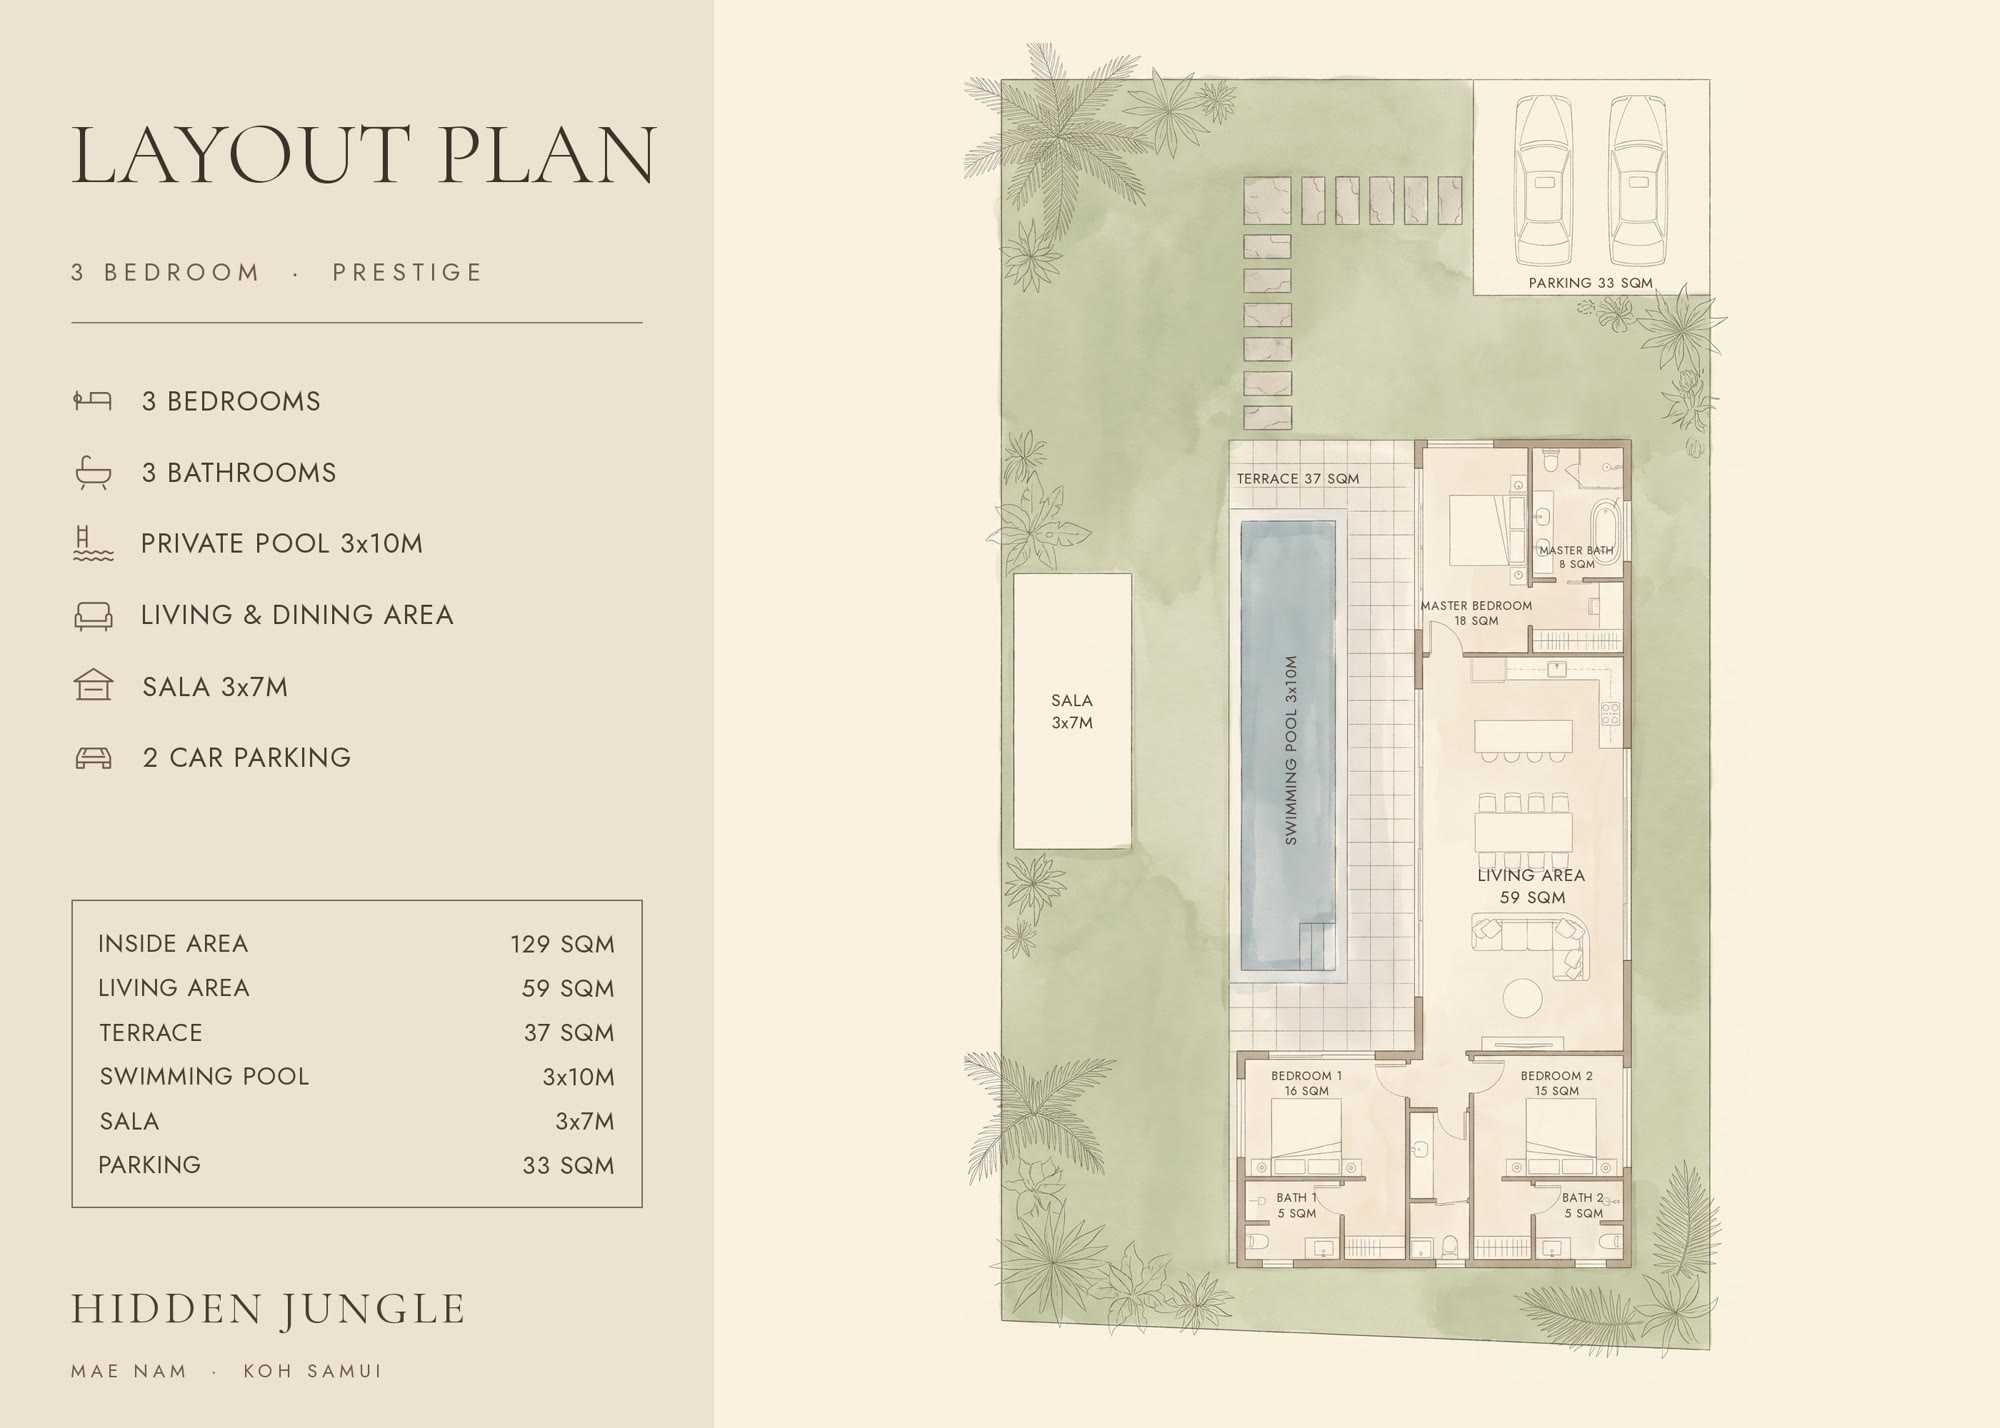 LAYOUT PLAN
3 BEDROOM · PRESTIGE
3 BEDROOMS
3 BATHROOMS
PRIVATE POOL 3x10M
LIVING & DINING AREA
SALA 3x7M
2 CAR PARKING
INSIDE AREA 129 SQM
LIVING AREA 59 SQM
TERRACE 37 SQM
SWIMMING POOL 3x10M
SALA 3x7M
PARKING 33 SQM
HIDDEN JUNGLE
MAE NAM · KOH SAMUI
PARKING 33 SQM
TERRACE 37 SQM
MASTER BATH
8 SQM
MASTER BEDROOM
18 SQM
SALA
3x7M
SWIMMING POOL 3x10M
LIVING AREA
59 SQM
BEDROOM 1
16 SQM
BEDROOM 2
15 SQM
BATH 1
5 SQM
BATH 2
5 SQM